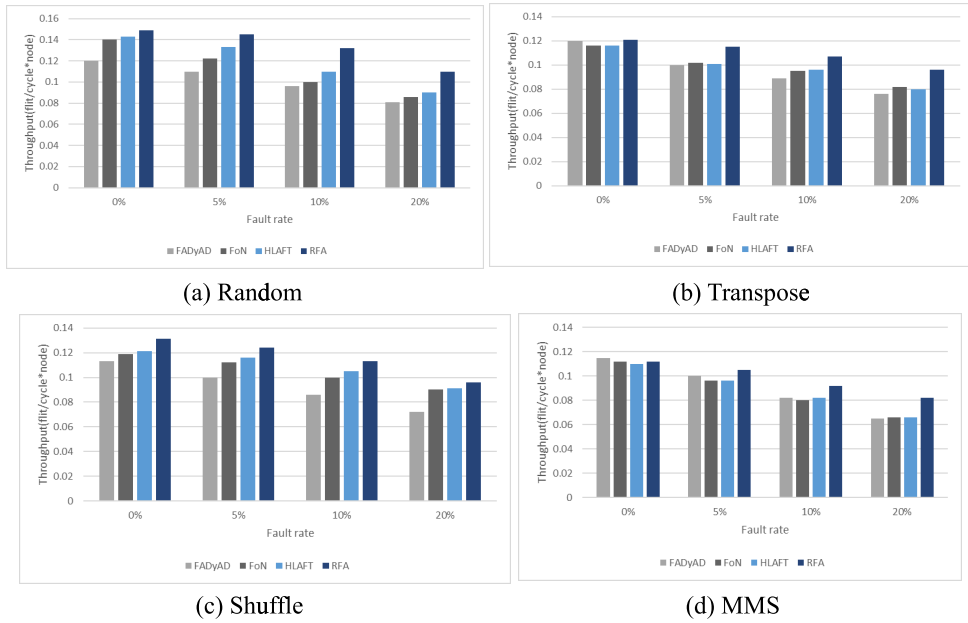 Throughput(flit/cycle*node)
0.16
0.14
0.12
0.1
0.08
0.06
0.04
0.02
0
0% 5% 10% 20%
Fault rate
FADyAD FoN HLAFT RFA
(a) Random
Throughput(flit/cycle*node)
0.14
0.12
0.1
0.08
0.06
0.04
0.02
0
0% 5% 10% 20%
Fault rate
FADyAD FoN HLAFT RFA
(b) Transpose
Throughput(flit/cycle*node)
0.14
0.12
0.1
0.08
0.06
0.04
0.02
0
0% 5% 10% 20%
Fault rate
FADyAD FoN HLAFT RFA
(c) Shuffle
Throughput(flit/cycle*node)
0.14
0.12
0.1
0.08
0.06
0.04
0.02
0
0% 5% 10% 20%
Fault rate
FADyAD FoN HLAFT RFA
(d) MMS